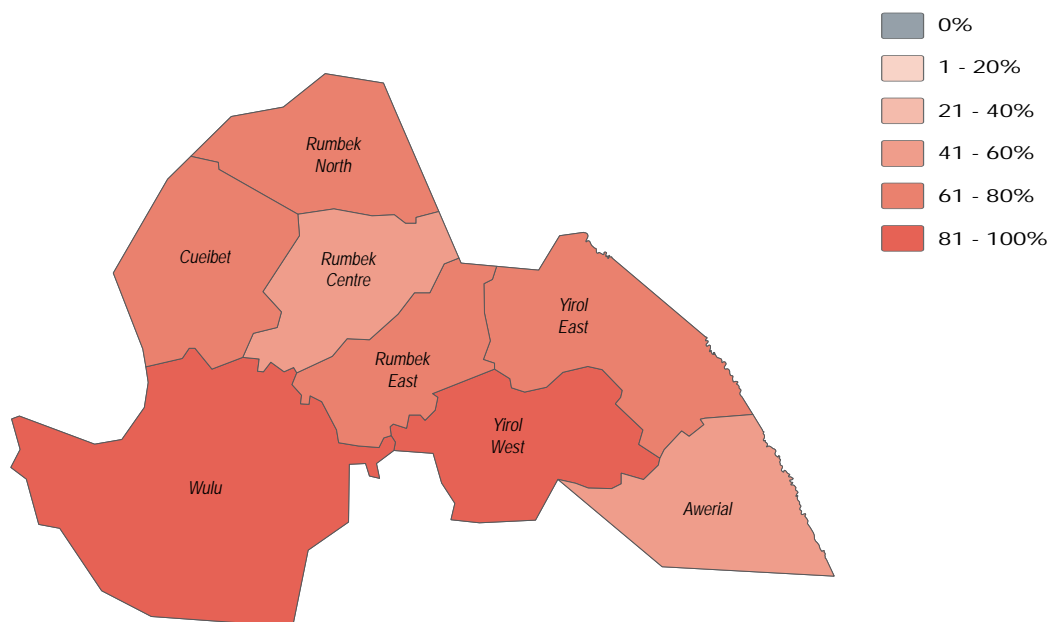 0%
1 - 20%
21 - 40%
41 - 60%
61 - 80%
81 - 100%
Rumbek
North
Cueibet
Rumbek
Centre
Yirol
East
Rumbek
East
Yirol
West
Wulu
Awerial